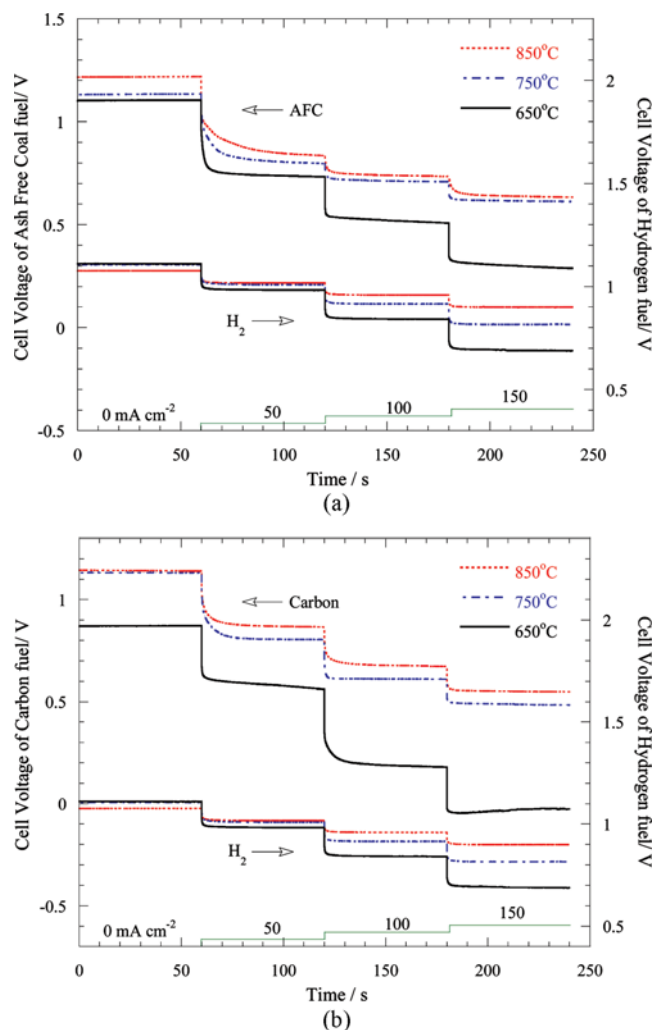 1.5
1
0.5
0
-0.5
Cell Voltage of Ash Free Coal fuel/ V
850°C
750°C
650°C
AFC
H2
0 mA cm-2
50
100
150
2
1.5
1
0.5
Cell Voltage of Hydrogen fuel/ V
0 50 100 150 200 250
Time / s
(a)
1
0.5
0
-0.5
Cell Voltage of Carbon fuel/ V
850°C
750°C
650°C
Carbon
H2
0 mA cm-2
50
100
150
2
1.5
1
0.5
Cell Voltage of Hydrogen fuel/ V
0 50 100 150 200 250
Time / s
(b)